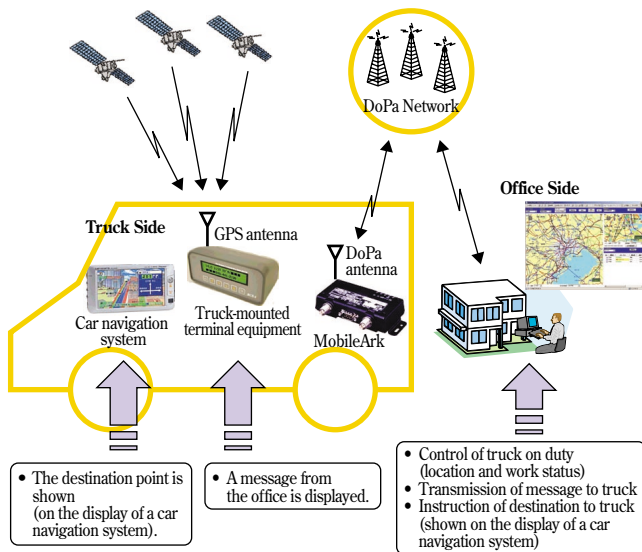 DoPa Network
Office Side
Truck Side
GPS antenna
DoPa
antenna
Car navigation
system
Truck-mounted
terminal equipment
MobileArk
• The destination point is
shown
(on the display of a car
navigation system).
• A message from
the office is displayed.
• Control of truck on duty
(location and work status)
• Transmission of message to truck
• Instruction of destination to truck
(shown on the display of a car
navigation system)